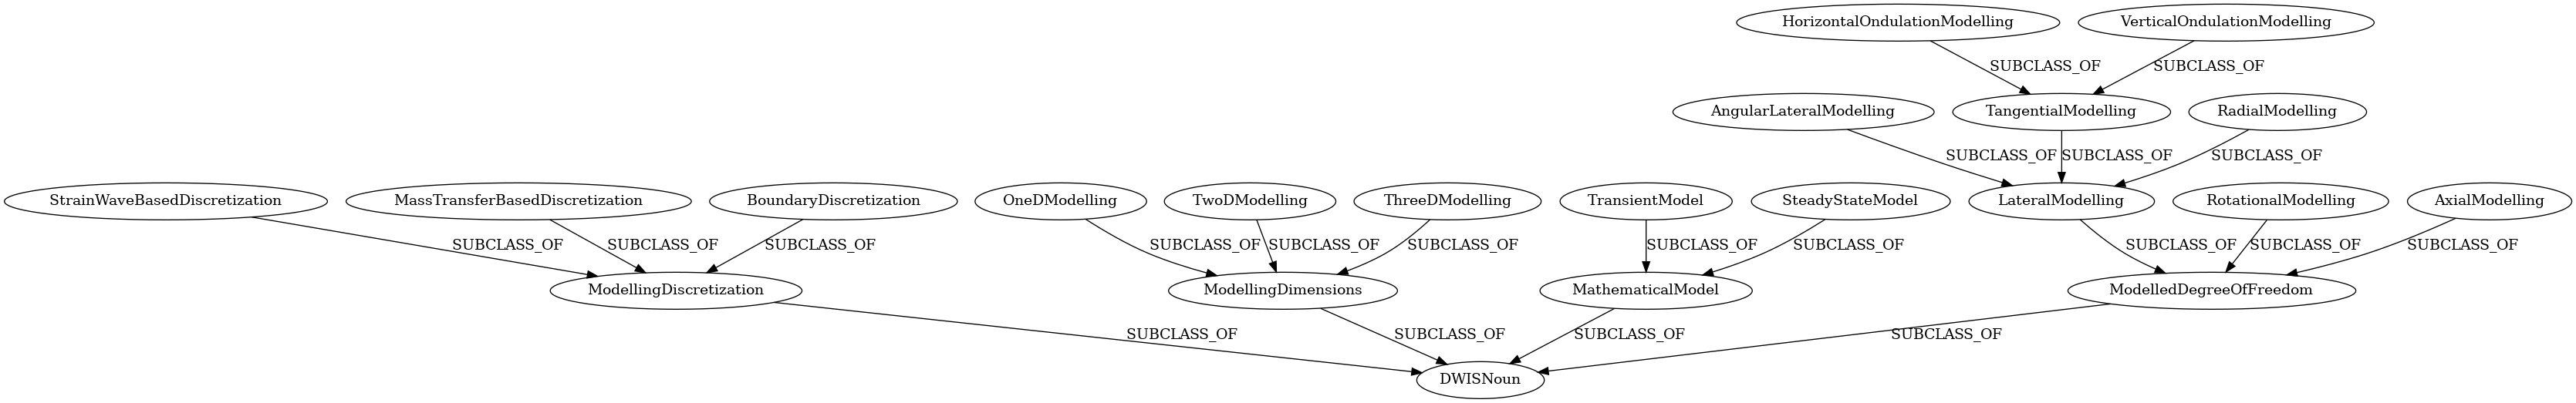 HorizontalOndulationModelling
VerticalOndulationModelling
SUBCLASS_OF
SUBCLASS_OF
AngularLateralModelling
TangentialModelling
RadialModelling
SUBCLASS_OF
SUBCLASS_OF
SUBCLASS_OF
StrainWaveBasedDiscretization
MassTransferBasedDiscretization
BoundaryDiscretization
OneDModelling
TwoDModelling
ThreeDModelling
TransientModel
SteadyStateModel
LateralModelling
RotationalModelling
AxialModelling
SUBCLASS_OF
SUBCLASS_OF
SUBCLASS_OF
SUBCLASS_OF
SUBCLASS_OF
SUBCLASS_OF
SUBCLASS_OF
SUBCLASS_OF
SUBCLASS_OF
SUBCLASS_OF
SUBCLASS_OF
ModellingDiscretization
ModellingDimensions
MathematicalModel
ModelledDegreeOfFreedom
SUBCLASS_OF
SUBCLASS_OF
SUBCLASS_OF
SUBCLASS_OF
DWISNoun